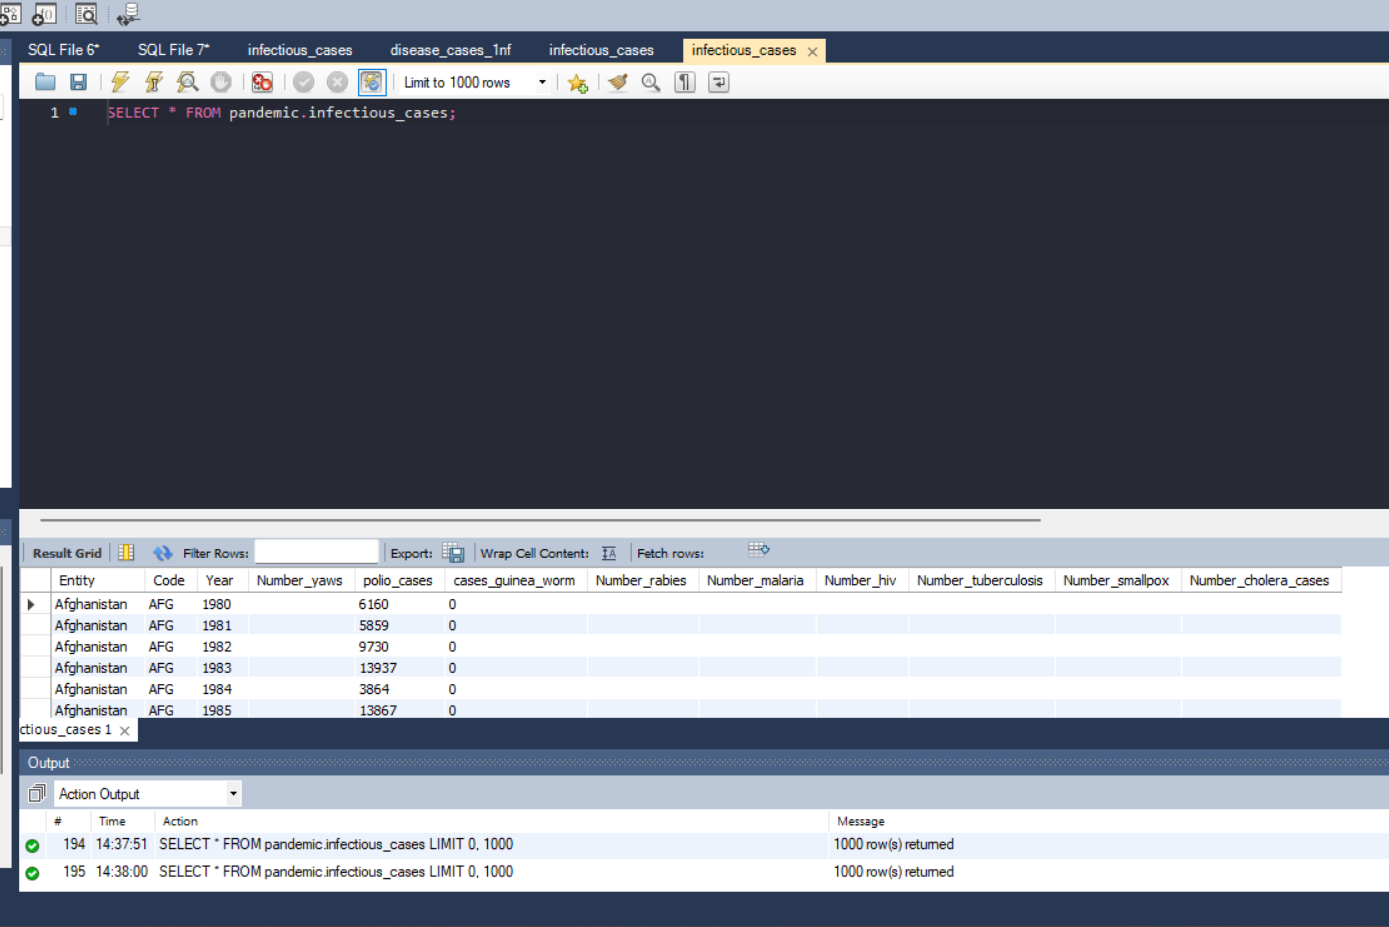 SQL File 6* SQL File 7* infectious_cases disease_cases_1nf infectious_cases infectious_cases
Limit to 1000 rows
1 SELECT * FROM pandemic.infectious_cases;
Result Grid Filter Rows: Export: Wrap Cell Content: Fetch rows:
Entity Code Year Number_yaws polio_cases cases_guinea_worm Number_rabies Number_malaria Number_hiv Number_tuberculosis Number_smallpox Number_cholera_cases
Afghanistan AFG 1980 6160 0
Afghanistan AFG 1981 5859 0
Afghanistan AFG 1982 9730 0
Afghanistan AFG 1983 13937 0
Afghanistan AFG 1984 3864 0
Afghanistan AFG 1985 13867 0
ctious_cases 1
Output
Action Output
# Time Action Message
194 14:37:51 SELECT * FROM pandemic.infectious_cases LIMIT 0, 1000 1000 row(s) returned
195 14:38:00 SELECT * FROM pandemic.infectious_cases LIMIT 0, 1000 1000 row(s) returned